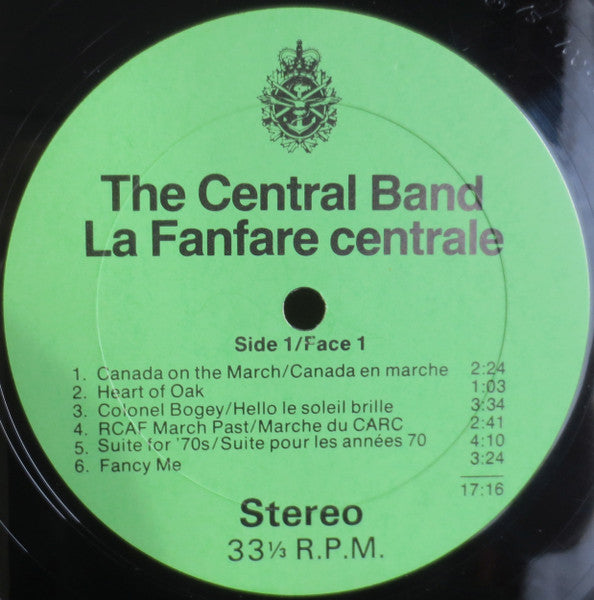 The Central Band
La Fanfare centrale
Side 1/Face 1
1. Canada on the March/Canada en marche 2:24
2. Heart of Oak 1:03
3. Colonel Bogey/Hello le soleil brille 3:34
4. RCAF March Past/Marche du CARC 2:41
5. Suite for '70s/Suite pour les années 70 4:10
6. Fancy Me 3:24
17:16
Stereo
33⅓ R.P.M.